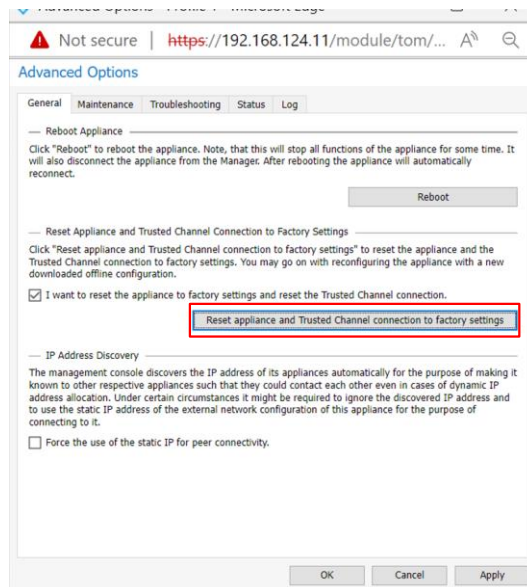 Advanced Options - Profile 4 - Microsoft Edge
Not secure | https://192.168.124.11/module/tom/...
Advanced Options
General Maintenance Troubleshooting Status Log
Reboot Appliance
Click "Reboot" to reboot the appliance. Note, that this will stop all functions of the appliance for some time. It
will also disconnect the appliance from the Manager. After rebooting the appliance will automatically
reconnect.
Reboot
Reset Appliance and Trusted Channel Connection to Factory Settings
Click "Reset appliance and Trusted Channel connection to factory settings" to reset the appliance and the
Trusted Channel connection to factory settings. You may go on with reconfiguring the appliance with a new
downloaded offline configuration.
I want to reset the appliance to factory settings and reset the Trusted Channel connection.
Reset appliance and Trusted Channel connection to factory settings
IP Address Discovery
The management console discovers the IP address of its appliances automatically for the purpose of making it
known to other respective appliances such that they could contact each other even in cases of dynamic IP
address allocation. Under certain circumstances it might be required to ignore the discovered IP address and
to use the static IP address of the external network configuration of this appliance for the purpose of
connecting to it.
Force the use of the static IP for peer connectivity.
OK Cancel Apply